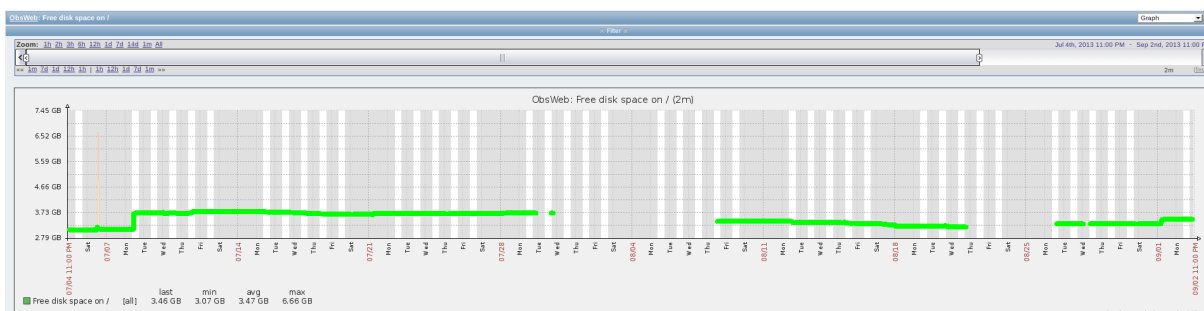 ObsWeb: Free disk space on /
Graph
Filter
Zoom: 1h 2h 3h 6h 12h 1d 7d 14d 1m All
Jul 4th, 2013 11:00 PM - Sep 2nd, 2013 11:00
«« 1m 7d 1d 12h 1h | 1h 12h 1d 7d 1m »»
2m
ObsWeb: Free disk space on / (2m)
7.45 GB
6.52 GB
5.59 GB
4.66 GB
3.73 GB
2.79 GB
07/04 11:00 PM Sat 07/07 Mon Tue Wed Thu Fri Sat 07/14 Mon Tue Wed Thu Fri Sat 07/21 Mon Tue Wed Thu Fri Sat 07/28 Mon Tue Wed Thu Fri Sat 08/04 Mon Tue Wed Thu Fri Sat 08/11 Mon Tue Wed Thu Fri Sat 08/18 Mon Tue Wed Thu Fri Sat 08/25 Mon Tue Wed Thu Fri Sat 09/01 Mon 09/02 11:00 PM
last min avg max
Free disk space on / [all] 3.46 GB 3.07 GB 3.47 GB 6.66 GB